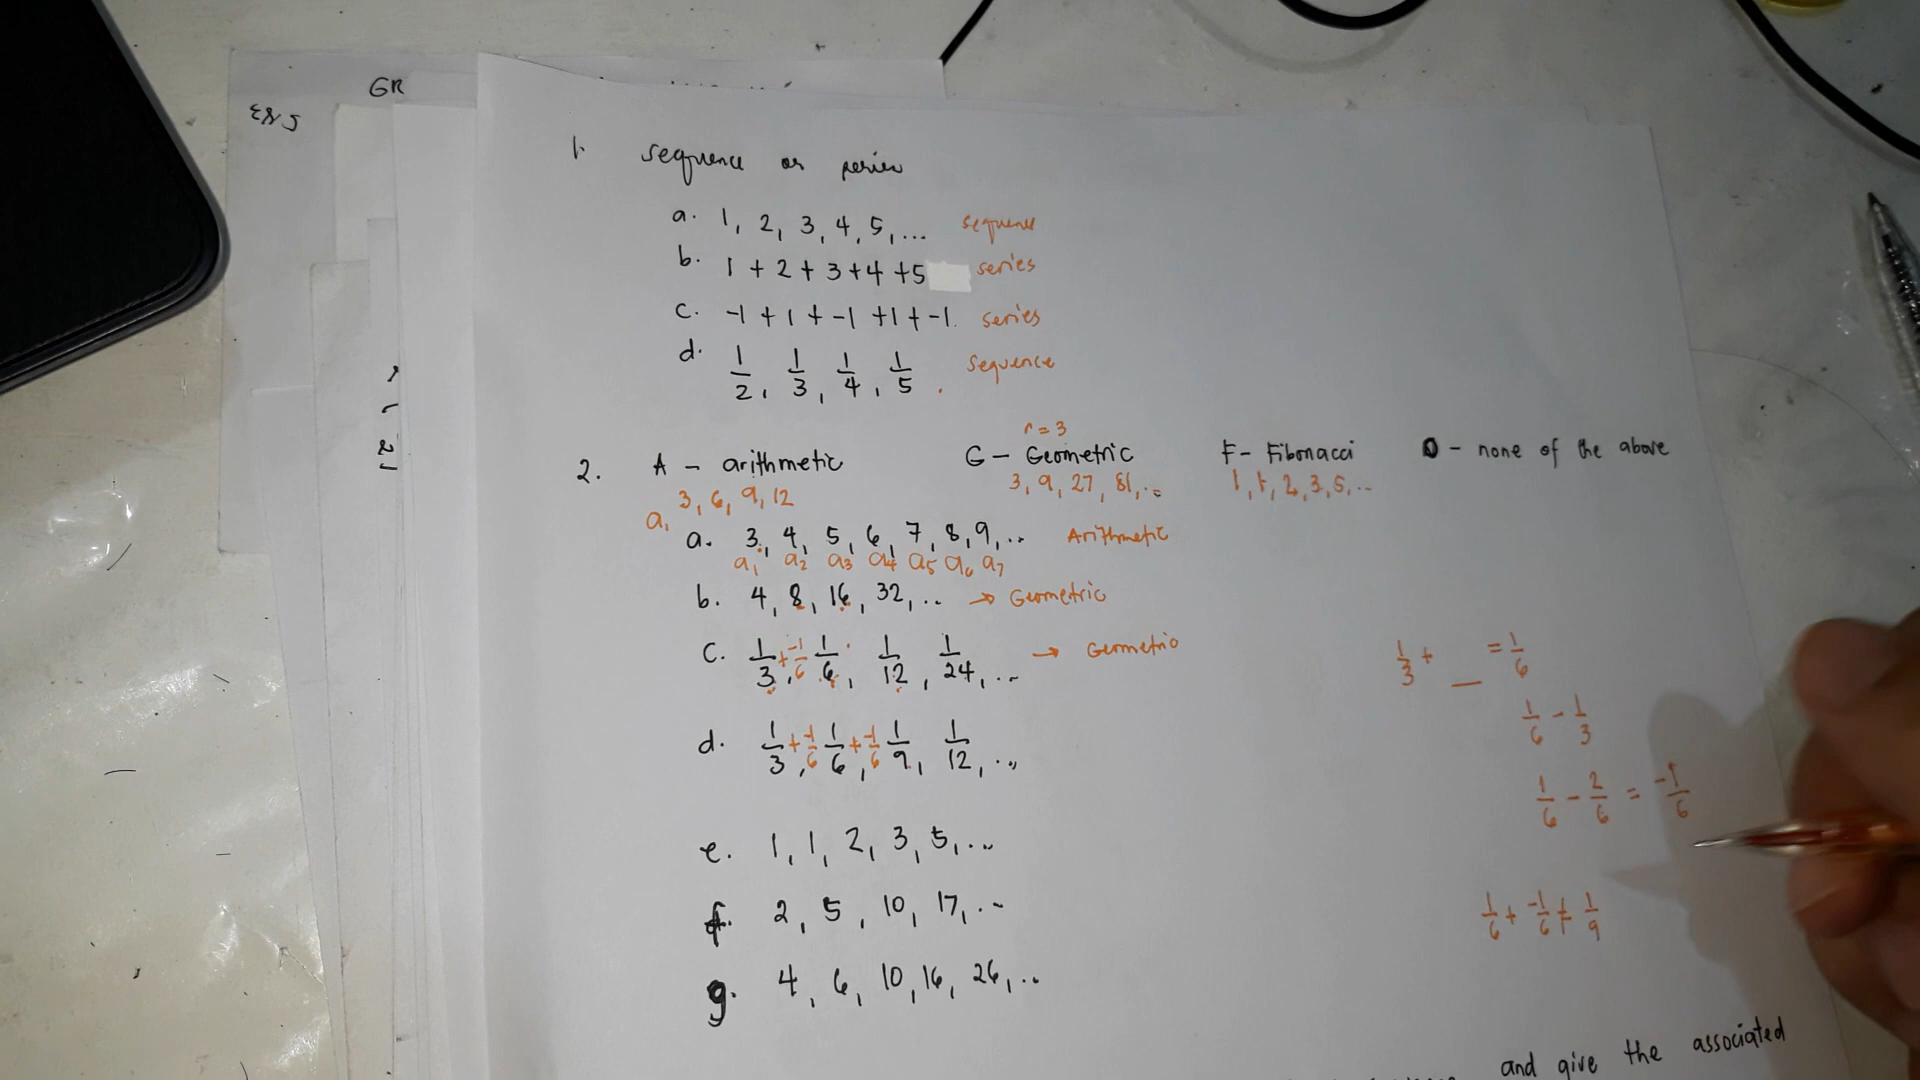 GR
1. sequence or series
a. 1, 2, 3, 4, 5, ... sequence
b. 1 + 2 + 3 + 4 + 5 series
c. -1 + 1 + -1 + 1 + -1. series
d. 1/2, 1/3, 1/4, 1/5 . sequence
r = 3
2. A - arithmetic G - Geometric F - Fibonacci O - none of the above
3, 6, 9, 12 3, 9, 27, 81, .. 1, 1, 2, 3, 5, ..
a1
a. 3, 4, 5, 6, 7, 8, 9, .. Arithmetic
a1 a2 a3 a4 a5 a6 a7
b. 4, 8, 16, 32, .. → Geometric
c. 1/3 + -1/6, 1/6, 1/12, 1/24, .. → Geometric
1/3 + _ = 1/6
1/6 - 1/3
d. 1/3 + -1/6, 1/6 + -1/6, 1/9, 1/12, ..
1/6 - 2/6 = -1/6
e. 1, 1, 2, 3, 5, ..
f. 2, 5, 10, 17, ..
1/6 + -1/6 ≠ 1/9
g. 4, 6, 10, 16, 26, ..
and give the associated